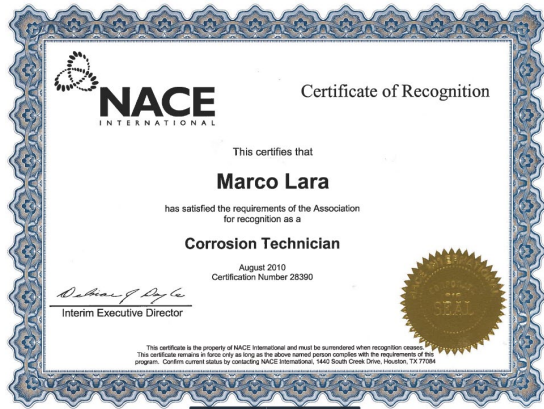 NACE
INTERNATIONAL
Certificate of Recognition
This certifies that
Marco Lara
has satisfied the requirements of the Association
for recognition as a
Corrosion Technician
August 2010
Certification Number 28390
Interim Executive Director
SEAL
This certificate is the property of NACE International and must be surrendered when recognition ceases.
This certificate remains in force only as long as the above named person complies with the requirements of this
program. Confirm current status by contacting NACE International, 1440 South Creek Drive, Houston, TX 77084